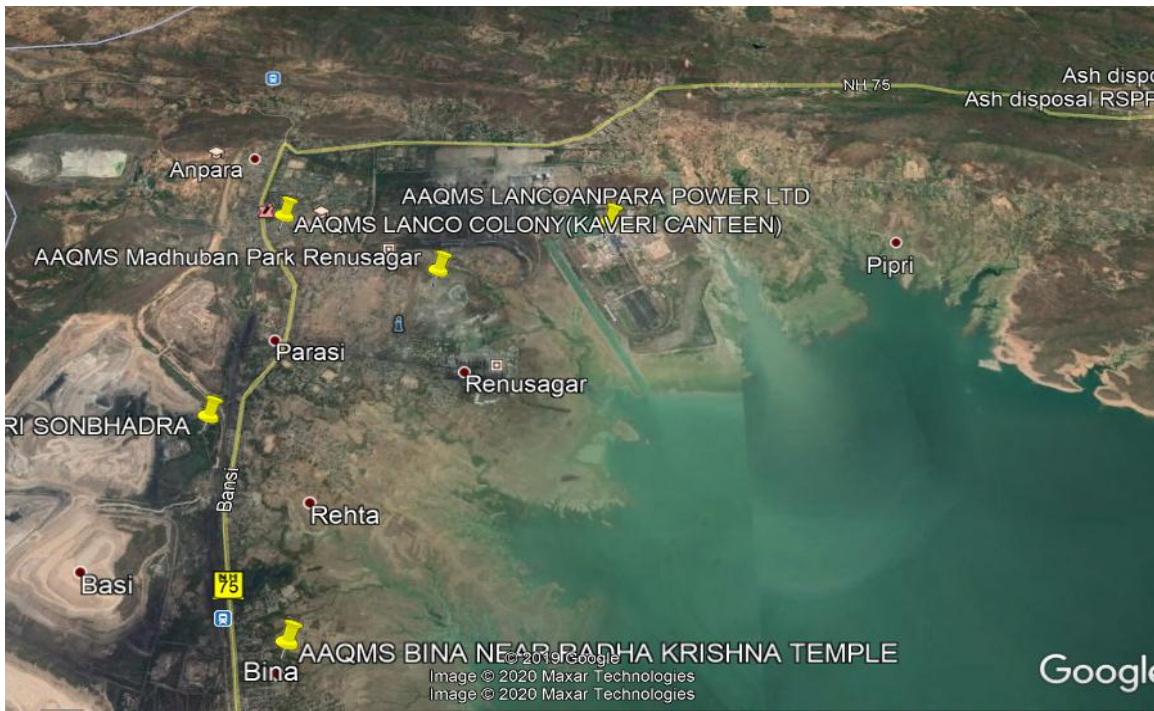 Ash dispo
NH 75
Ash disposal RSPP
Anpara
AAQMS LANCOANPARA POWER LTD
AAQMS LANCO COLONY(KAVERI CANTEEN)
AAQMS Madhuban Park Renusagar
Pipri
Parasi
Renusagar
RI SONBHADRA
Bansi
Rehta
Basi
NH
75
AAQMS BINA NEAR RADHA KRISHNA TEMPLE
Bina
© 2019 Google
Image © 2020 Maxar Technologies
Image © 2020 Maxar Technologies
Google